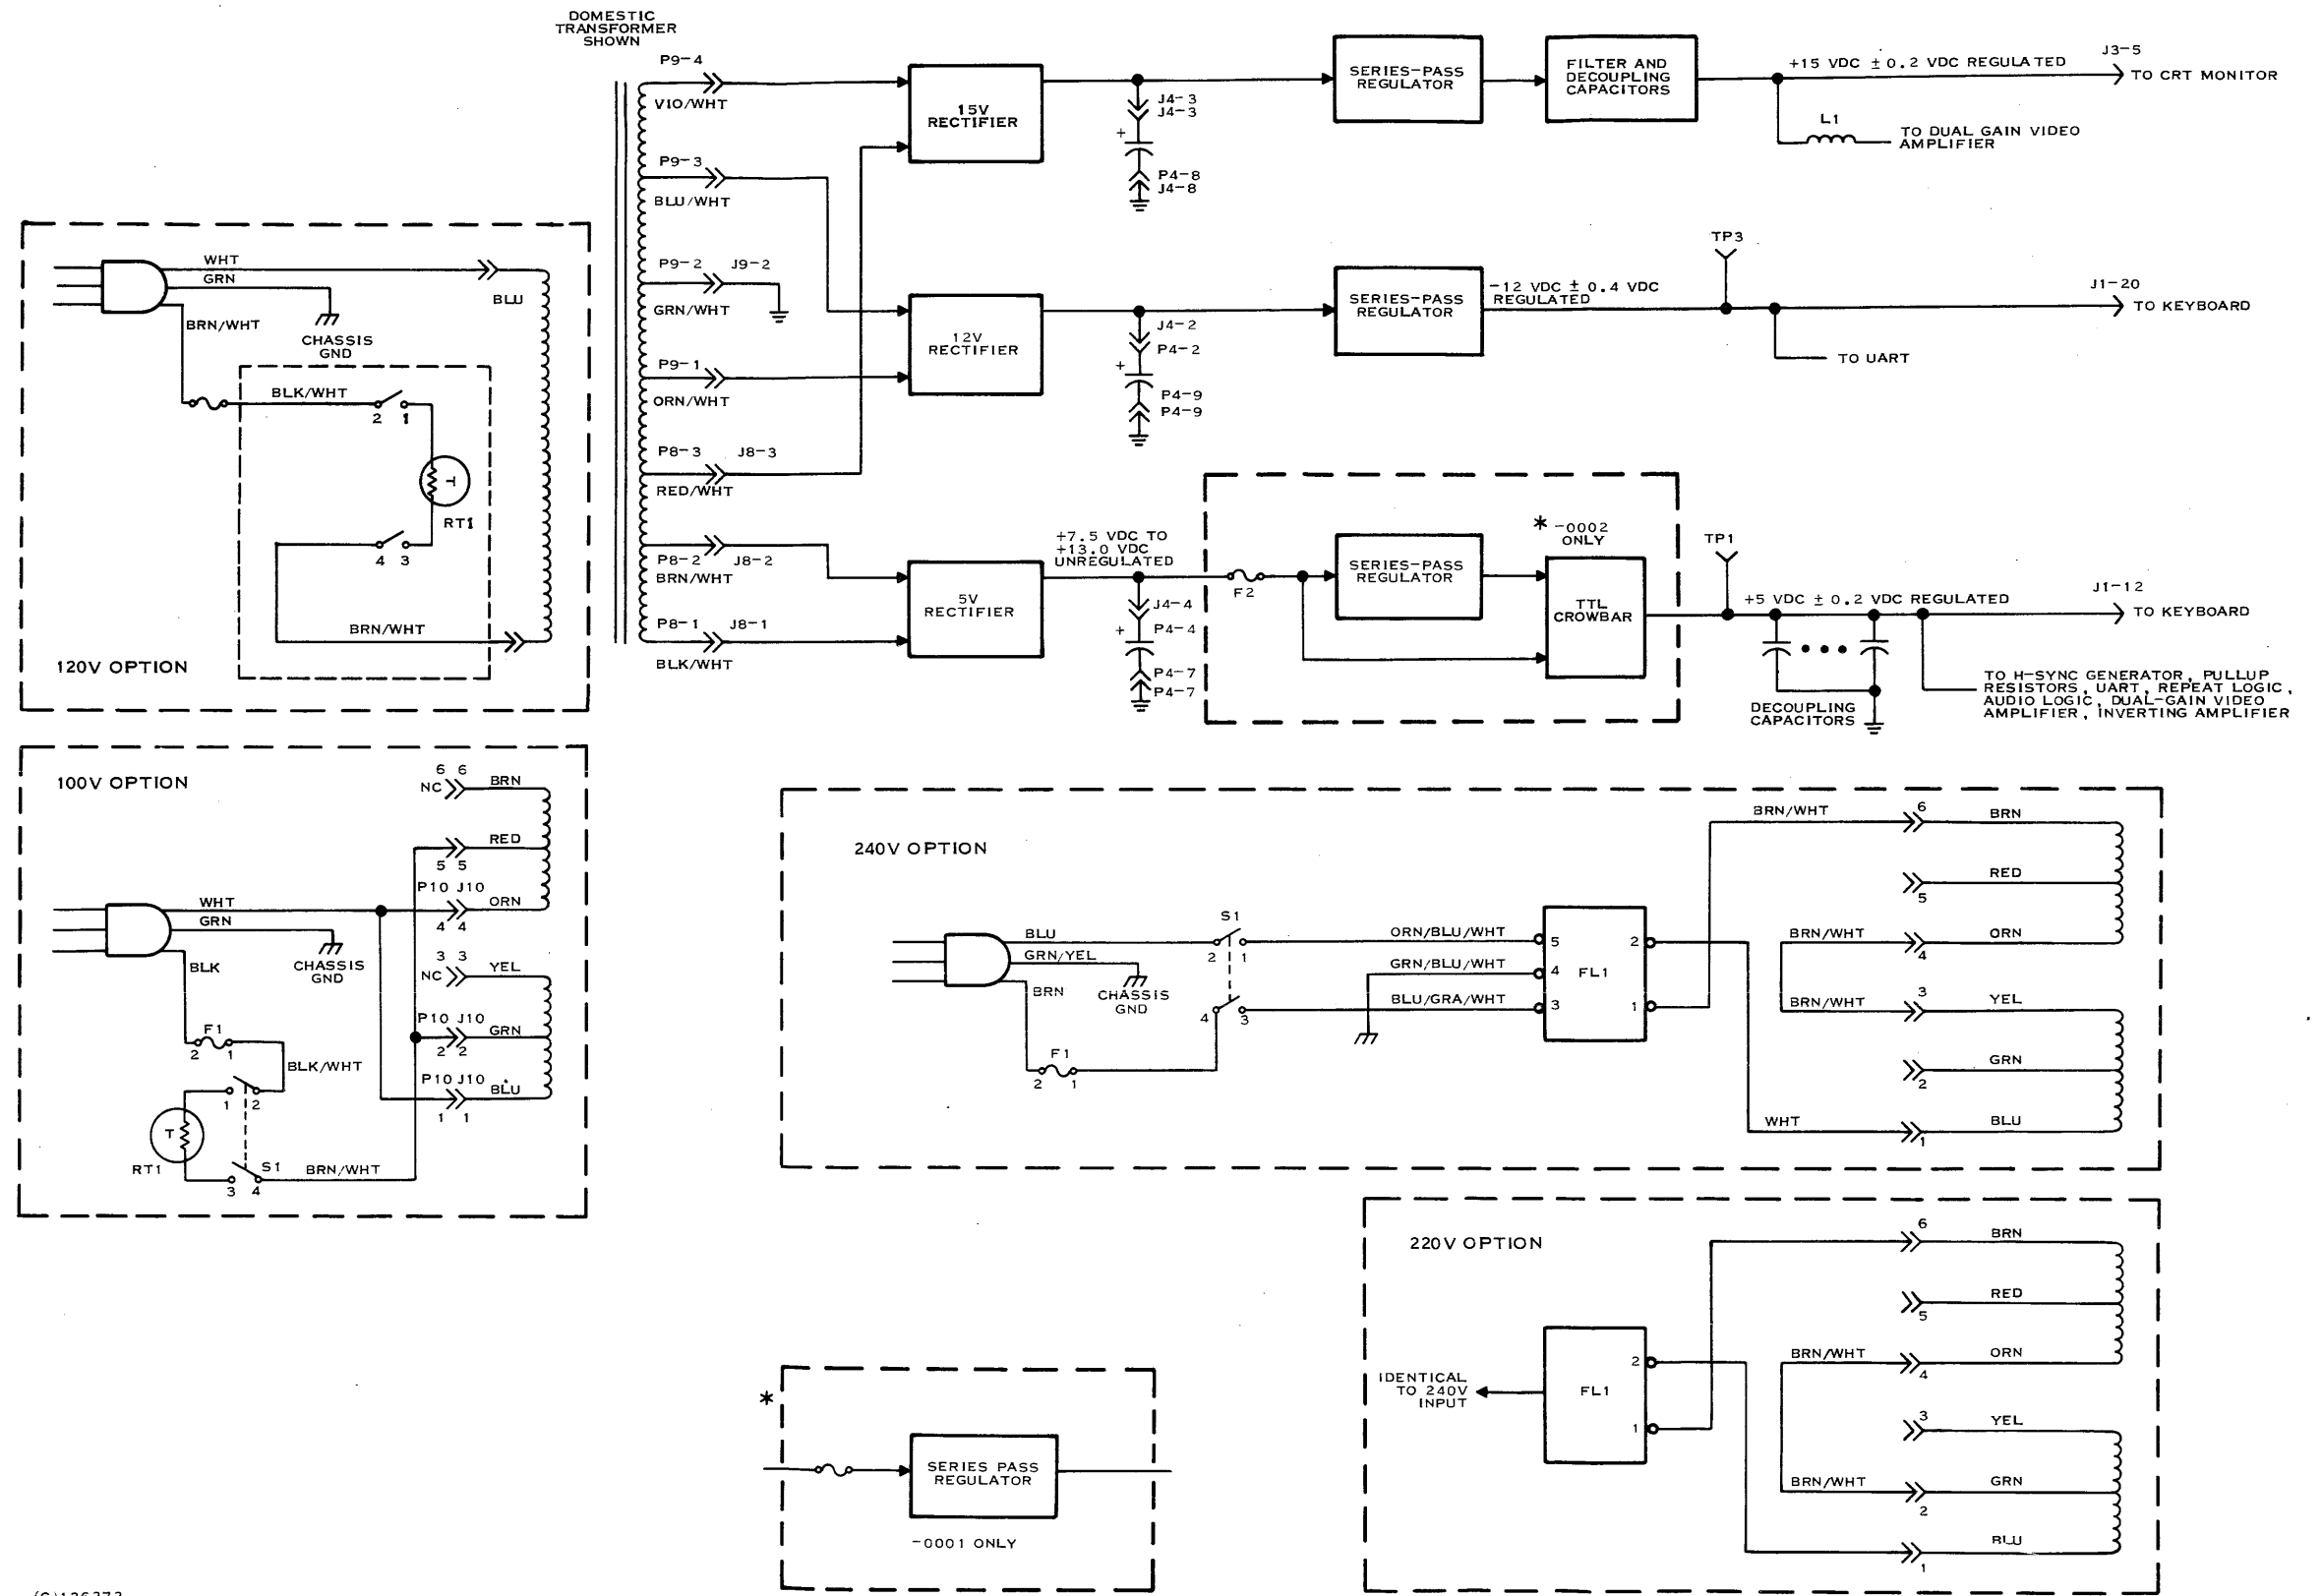 DOMESTIC
TRANSFORMER
SHOWN
P9-4
VIO/WHT
P9-3
BLU/WHT
P9-2 J9-2
GRN/WHT
P9-1
ORN/WHT
P8-3 J8-3
RED/WHT
P8-2 J8-2
BRN/WHT
P8-1 J8-1
BLK/WHT
15V
RECTIFIER
J4-3
J4-3
+
P4-8
J4-8
SERIES-PASS
REGULATOR
FILTER AND
DECOUPLING
CAPACITORS
+15 VDC ± 0.2 VDC REGULATED
J3-5
TO CRT MONITOR
L1
TO DUAL GAIN VIDEO
AMPLIFIER
12V
RECTIFIER
J4-2
P4-2
+
P4-9
P4-9
SERIES-PASS
REGULATOR
-12 VDC ± 0.4 VDC
REGULATED
TP3
J1-20
TO KEYBOARD
TO UART
5V
RECTIFIER
+7.5 VDC TO
+13.0 VDC
UNREGULATED
J4-4
+ P4-4
P4-7
P4-7
F2
SERIES-PASS
REGULATOR
* -0002
ONLY
TTL
CROWBAR
TP1
+5 VDC ± 0.2 VDC REGULATED
J1-12
TO KEYBOARD
DECOUPLING
CAPACITORS
TO H-SYNC GENERATOR, PULLUP
RESISTORS, UART, REPEAT LOGIC,
AUDIO LOGIC, DUAL-GAIN VIDEO
AMPLIFIER, INVERTING AMPLIFIER
WHT
GRN
BLU
BRN/WHT
CHASSIS
GND
BLK/WHT
2 1
T
RT1
4 3
BRN/WHT
120V OPTION
100V OPTION
6 6
NC BRN
RED
5 5
P10 J10
ORN
4 4
WHT
GRN
CHASSIS
GND
BLK
3 3
NC YEL
P10 J10
GRN
2 2
P10 J10
BLU
1 1
F1
2 1
BLK/WHT
1 2
T
RT1
S1
3 4
BRN/WHT
240V OPTION
BLU
GRN/YEL
BRN
CHASSIS
GND
F1
2 1
S1
2 1
4 3
ORN/BLU/WHT
GRN/BLU/WHT
BLU/GRA/WHT
5 2
4 FL1
3 1
BRN/WHT
6
BRN
RED
5
BRN/WHT
ORN
4
BRN/WHT
3
YEL
GRN
2
WHT
BLU
1
220V OPTION
IDENTICAL
TO 240V
INPUT
2
FL1
1
6
BRN
RED
5
BRN/WHT
ORN
4
3
YEL
BRN/WHT
GRN
2
BLU
1
*
SERIES PASS
REGULATOR
-0001 ONLY